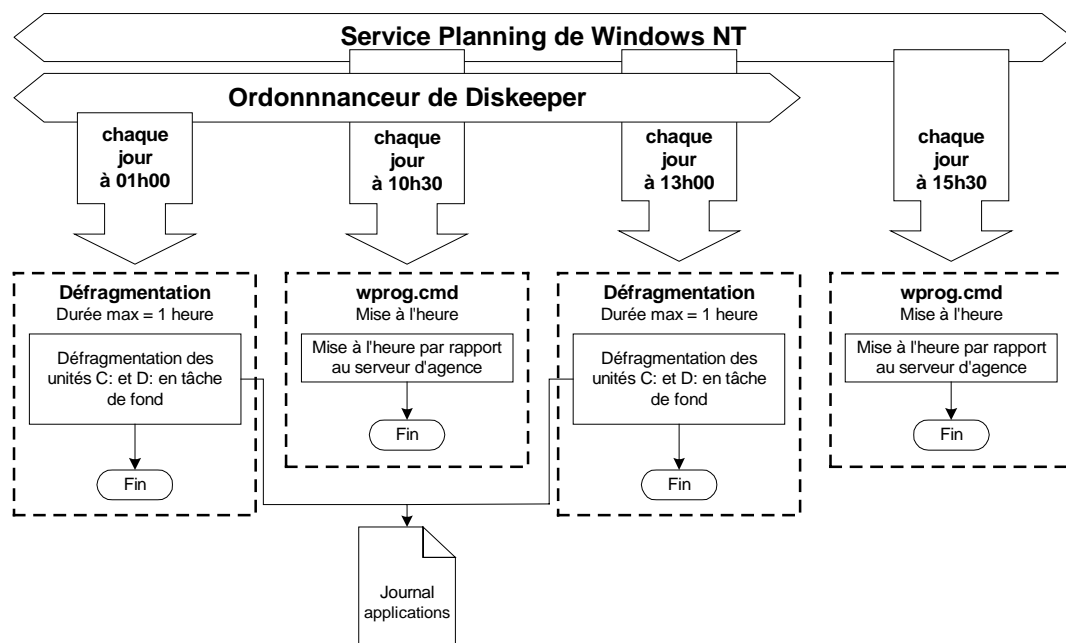 Service Planning de Windows NT
Ordonnnanceur de Diskeeper
chaque
jour
à 01h00
chaque
jour
à 10h30
chaque
jour
à 13h00
chaque
jour
à 15h30
Défragmentation
Durée max = 1 heure
Défragmentation des
unités C: et D: en tâche
de fond
Fin
wprog.cmd
Mise à l'heure
Mise à l'heure par rapport
au serveur d'agence
Fin
Défragmentation
Durée max = 1 heure
Défragmentation des
unités C: et D: en tâche
de fond
Fin
wprog.cmd
Mise à l'heure
Mise à l'heure par rapport
au serveur d'agence
Fin
Journal
applications